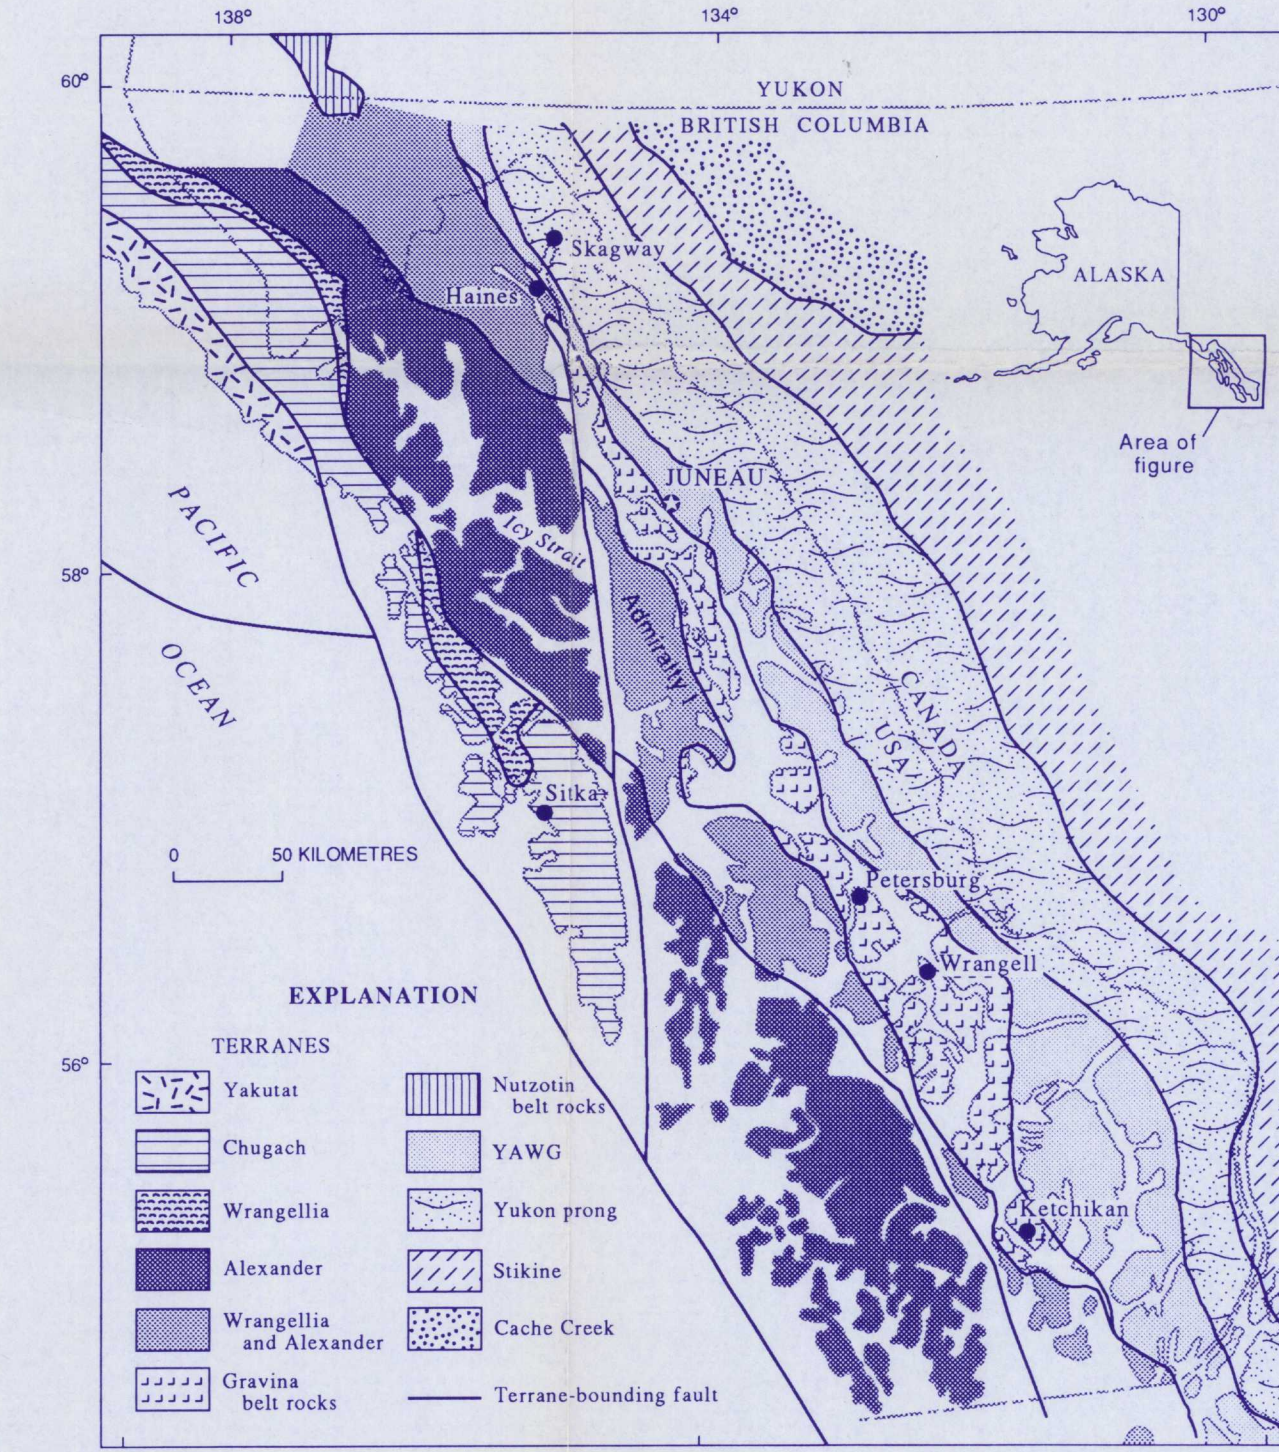 138°
134°
130°
60°
YUKON
BRITISH COLUMBIA
Skagway
ALASKA
Haines
Area of
figure
JUNEAU
PACIFIC
Icy Strait
58°
Admiralty I
OCEAN
CANADA
USA
Sitka
0 50 KILOMETRES
Petersburg
Wrangell
EXPLANATION
TERRANES
56°
Yakutat
Chugach
Wrangellia
Alexander
Wrangellia
and Alexander
Gravina
belt rocks
Nutzotin
belt rocks
YAWG
Yukon prong
Stikine
Cache Creek
Terrane-bounding fault
Ketchikan